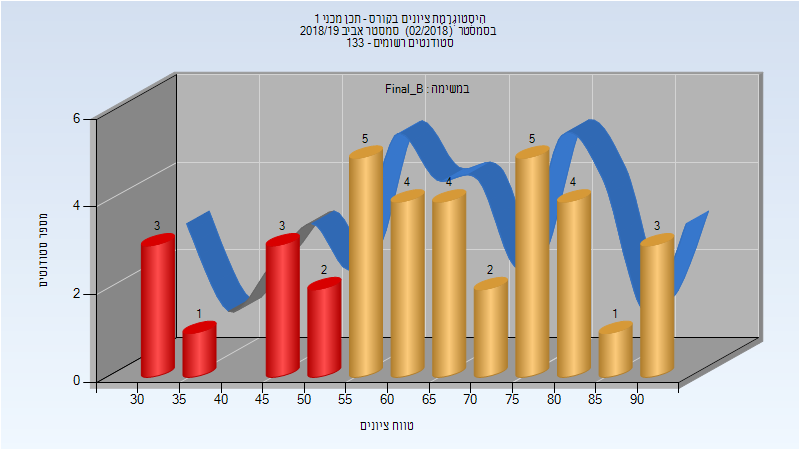 היסטוגרמת ציונים בקורס - תכן מכני 1
בסמסטר (02/2018) סמסטר אביב 2018/19
סטודנטים רשומים - 133
במשימה : Final_B
מספר סטודנטים
6
4
2
0
3
1
3
2
5
4
4
2
5
4
1
3
30 35 40 45 50 55 60 65 70 75 80 85 90
טווח ציונים